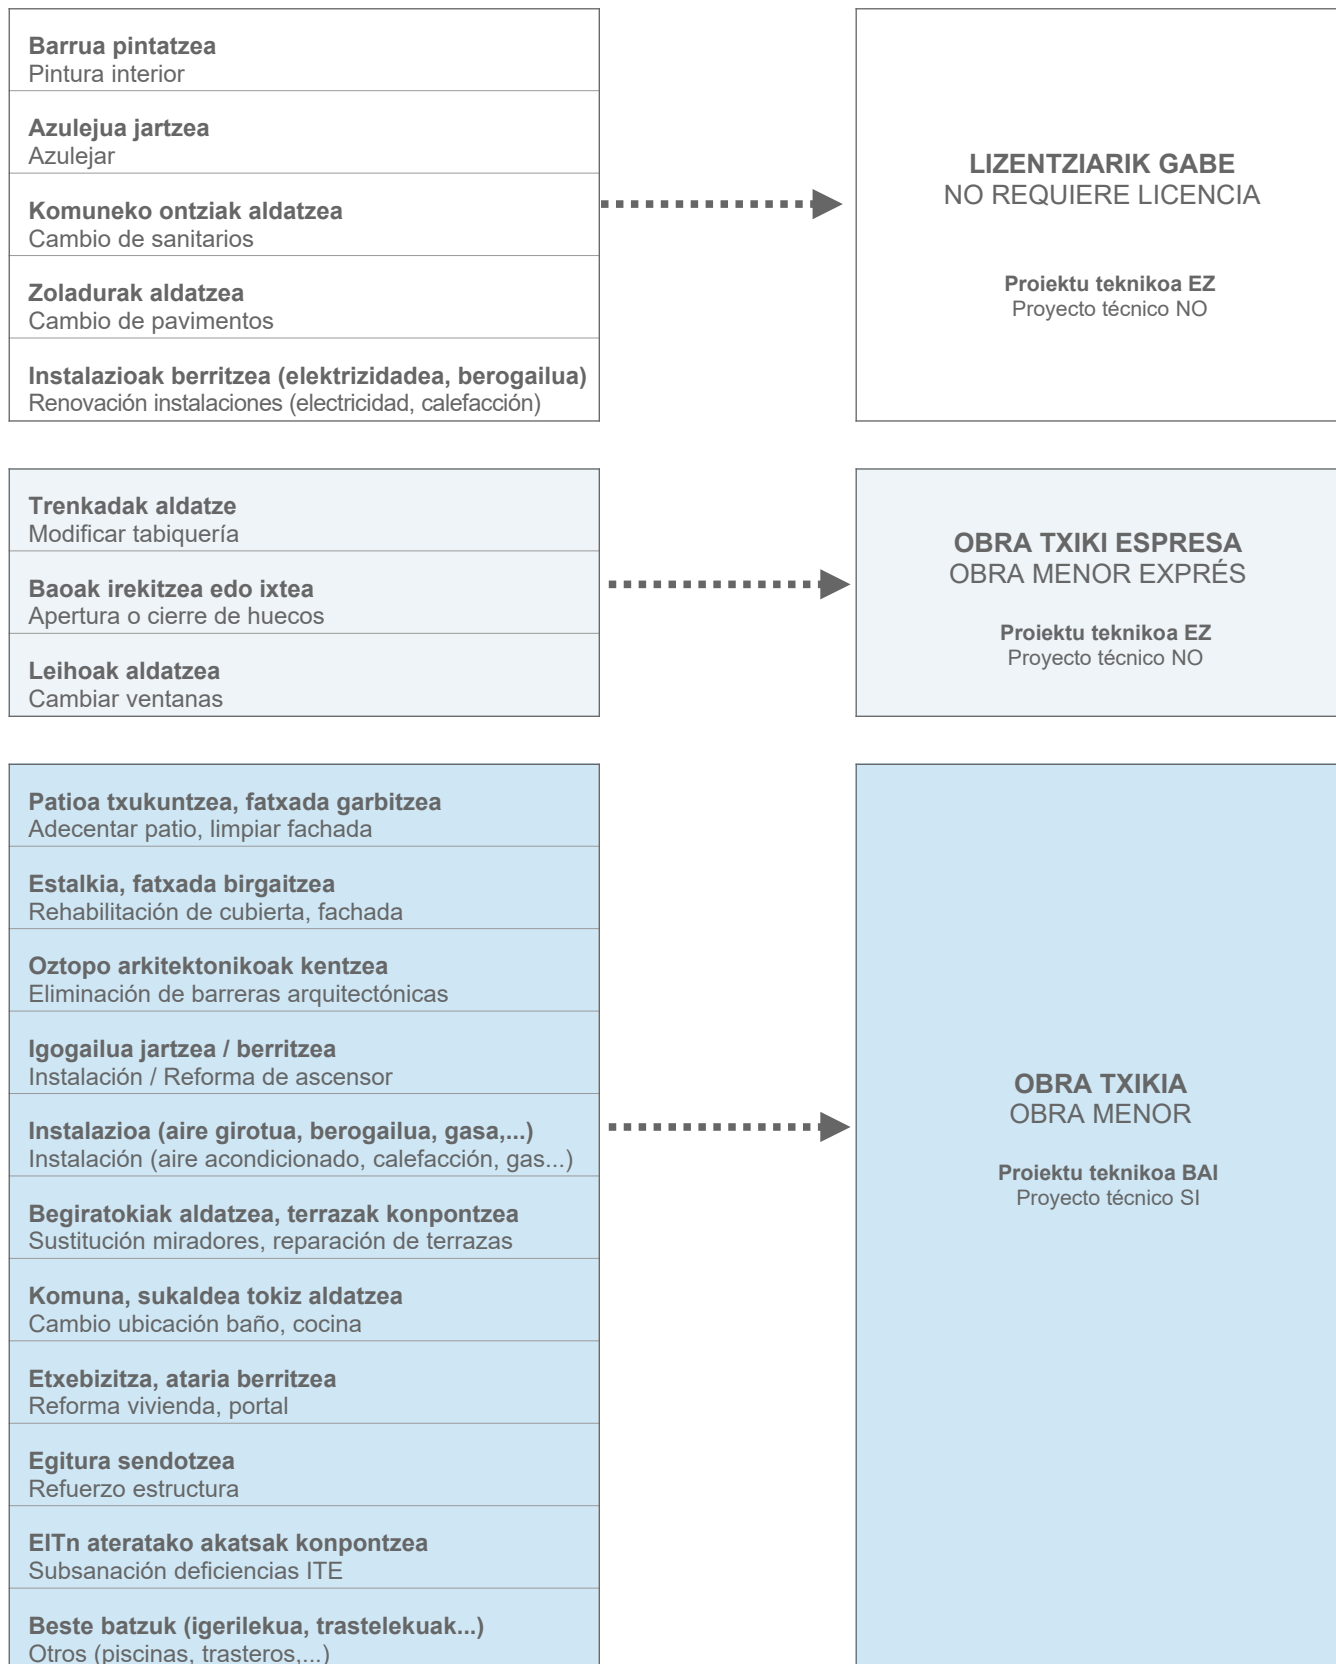 Barrua pintatzea
Pintura interior
Azulejua jartzea
Azulejar
Komuneko ontziak aldatzea
Cambio de sanitarios
Zoladurak aldatzea
Cambio de pavimentos
Instalazioak berritzea (elektrizidadea, berogailua)
Renovación instalaciones (electricidad, calefacción)
LIZENTZIARIK GABE
NO REQUIERE LICENCIA
Proiektu teknikoa EZ
Proyecto técnico NO
Trenkadak aldatze
Modificar tabiquería
Baoak irekitzea edo ixtea
Apertura o cierre de huecos
Leihoak aldatzea
Cambiar ventanas
OBRA TXIKI ESPRESA
OBRA MENOR EXPRÉS
Proiektu teknikoa EZ
Proyecto técnico NO
Patioa txukuntzea, fatxada garbitzea
Adecentar patio, limpiar fachada
Estalkia, fatxada birgaitzea
Rehabilitación de cubierta, fachada
Oztopo arkitektonikoak kentzea
Eliminación de barreras arquitectónicas
Igogailua jartzea / berritzea
Instalación / Reforma de ascensor
Instalazioa (aire girotua, berogailua, gasa,...)
Instalación (aire acondicionado, calefacción, gas...)
Begiratokiak aldatzea, terrazak konpontzea
Sustitución miradores, reparación de terrazas
Komuna, sukaldea tokiz aldatzea
Cambio ubicación baño, cocina
Etxebizitza, ataria berritzea
Reforma vivienda, portal
Egitura sendotzea
Refuerzo estructura
EITn ateratako akatsak konpontzea
Subsanación deficiencias ITE
Beste batzuk (igerilekua, trastelekuak...)
Otros (piscinas, trasteros,...)
OBRA TXIKIA
OBRA MENOR
Proiektu teknikoa BAI
Proyecto técnico SI